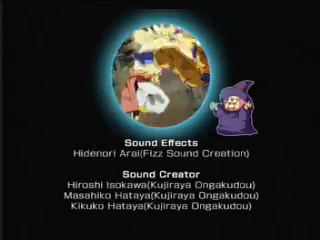 Sound Effects
Hidenori Arai(Fizz Sound Creation)
Sound Creator
Hiroshi Isokawa(Kujiraya Ongakudou)
Masahiko Hataya(Kujiraya Ongakudou)
Kikuko Hataya(Kujiraya Ongakudou)